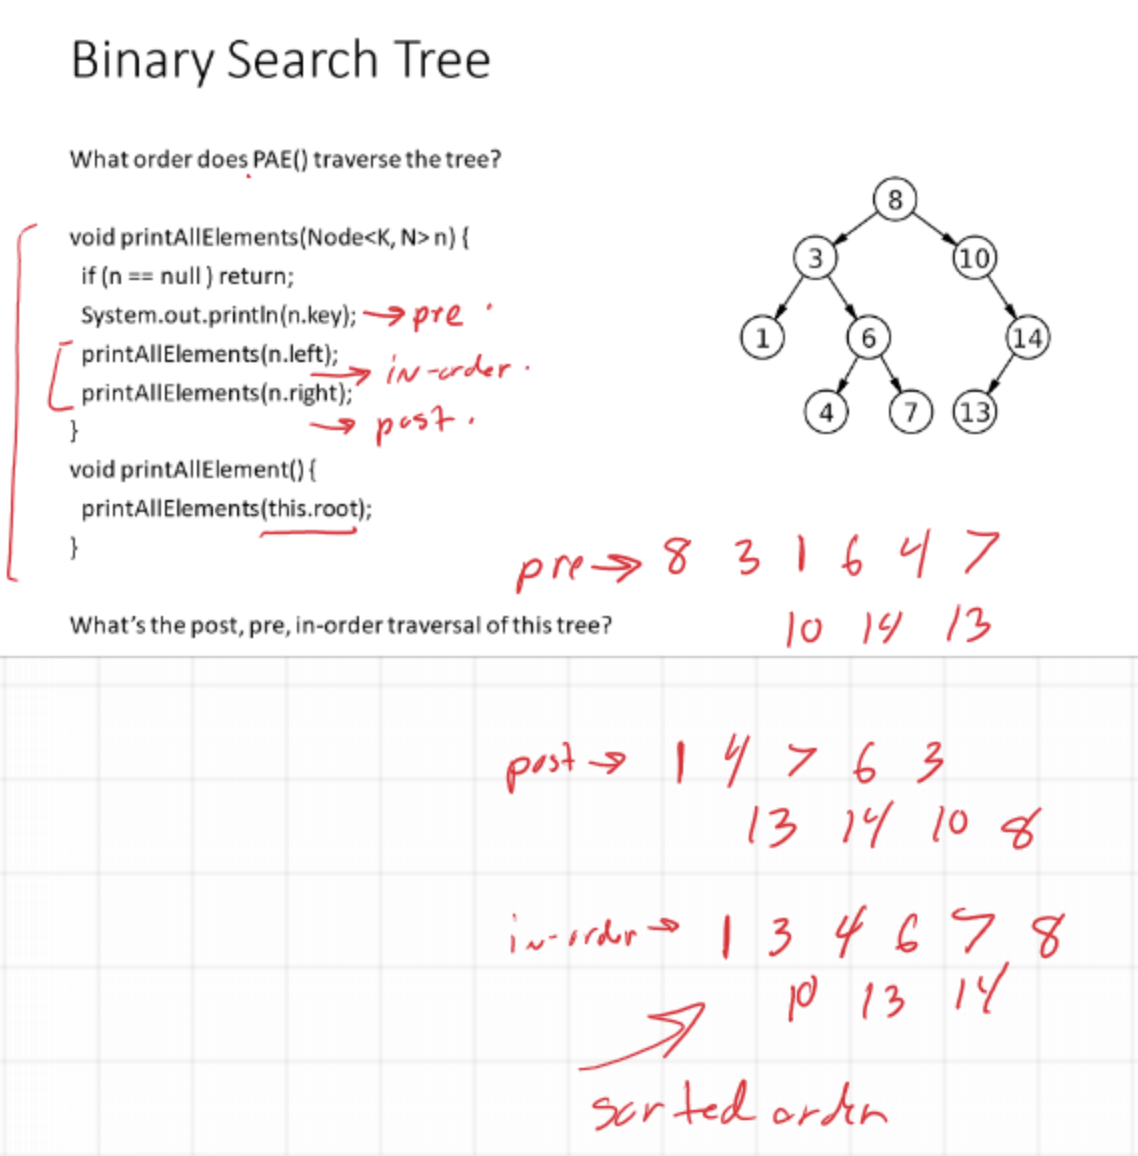 Binary Search Tree
What order does PAE() traverse the tree?
void printAllElements(Node<K, N> n) {
if (n == null ) return;
System.out.println(n.key); → pre
printAllElements(n.left);
→ in-order.
printAllElements(n.right);
→ post.
}
void printAllElement() {
printAllElements(this.root);
}
8
3 10
1 6 14
4 7 13
pre → 8 3 1 6 4 7
10 14 13
What's the post, pre, in-order traversal of this tree?
post → 1 4 7 6 3
13 14 10 8
in-order → 1 3 4 6 7 8
10 13 14
sorted order